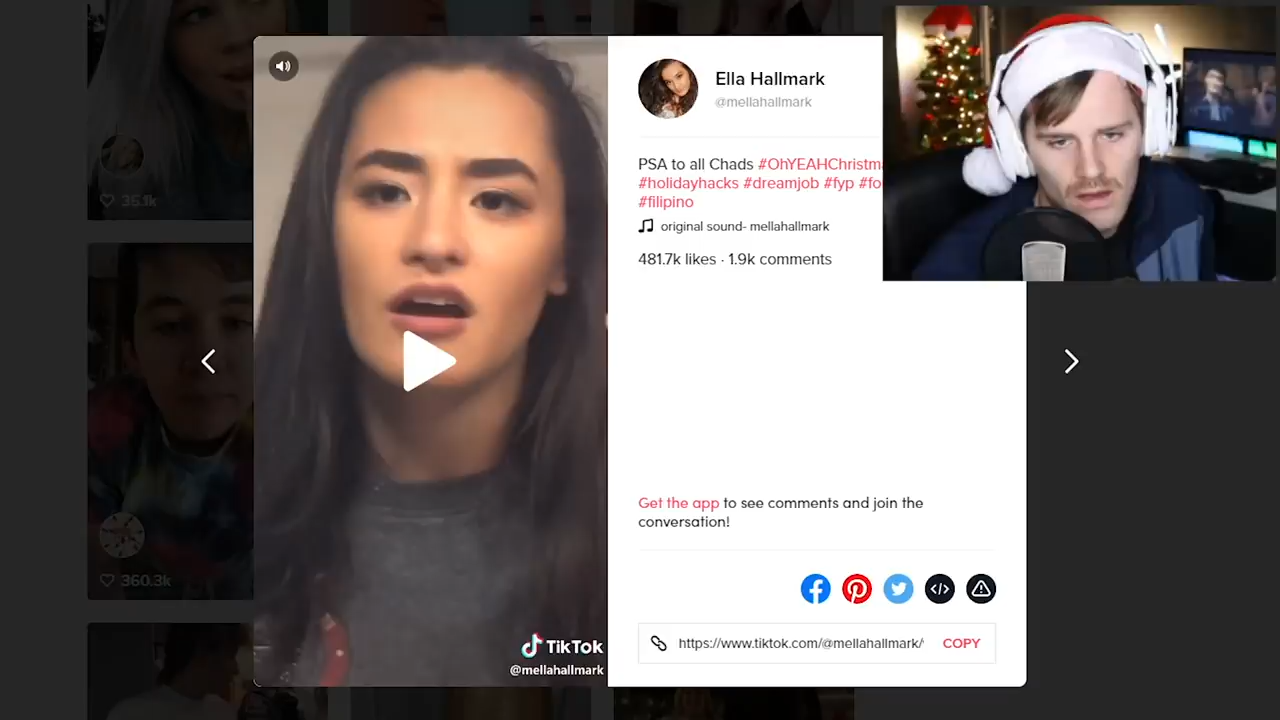 Ella Hallmark
@mellahallmark
PSA to all Chads #OhYEAHChristma
#holidayhacks #dreamjob #fyp #fo
#filipino
original sound- mellahallmark
481.7k likes · 1.9k comments
35.1k
360.3k
Get the app to see comments and join the
conversation!
TikTok
@mellahallmark
https://www.tiktok.com/@mellahallmark/
COPY